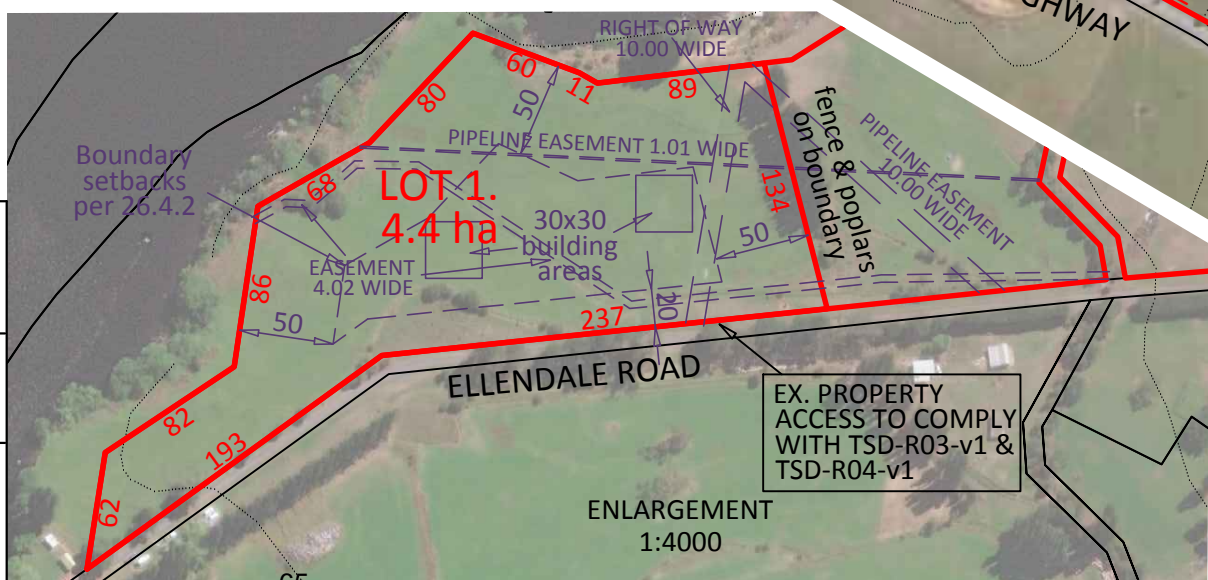 GHWAY
RIGHT OF WAY
10.00 WIDE
60
11
89
80
50
PIPELINE EASEMENT 1.01 WIDE
fence & poplars
on boundary
PIPELINE EASEMENT
10.00 WIDE
Boundary
setbacks
per 26.4.2
68
LOT 1.
4.4 ha
134
30x30
building
areas
50
EASEMENT
4.02 WIDE
86
50
20
237
ELLENDALE ROAD
82
193
62
EX. PROPERTY
ACCESS TO COMPLY
WITH TSD-R03-v1 &
TSD-R04-v1
ENLARGEMENT
1:4000